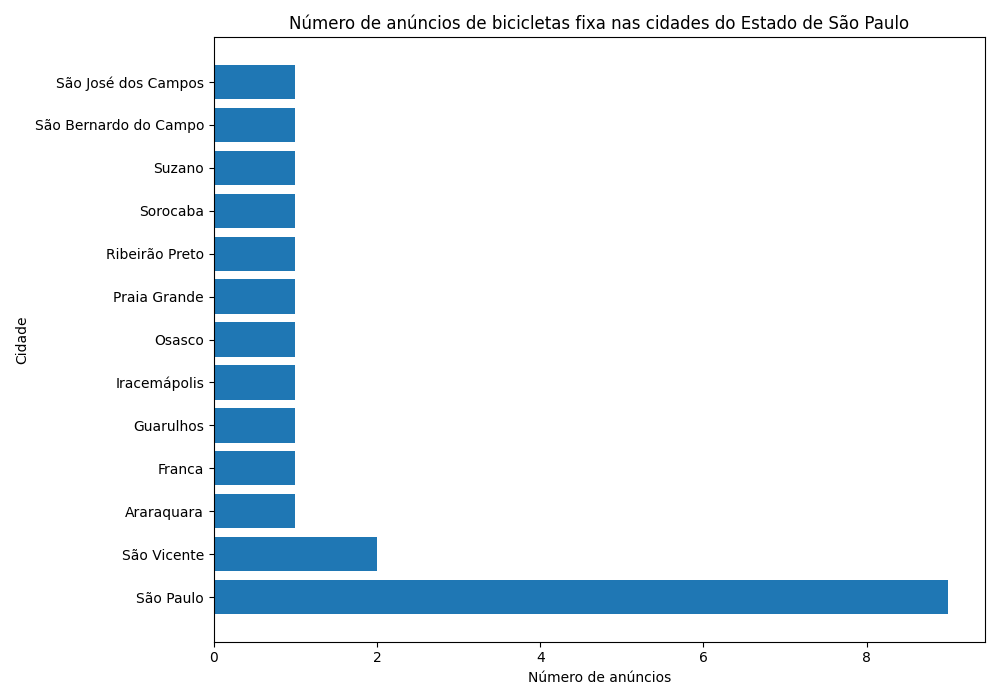 Número de anúncios de bicicletas fixa nas cidades do Estado de São Paulo
São José dos Campos
São Bernardo do Campo
Suzano
Sorocaba
Ribeirão Preto
Praia Grande
Osasco
Iracemápolis
Guarulhos
Franca
Araraquara
São Vicente
São Paulo
Cidade
0 2 4 6 8
Número de anúncios